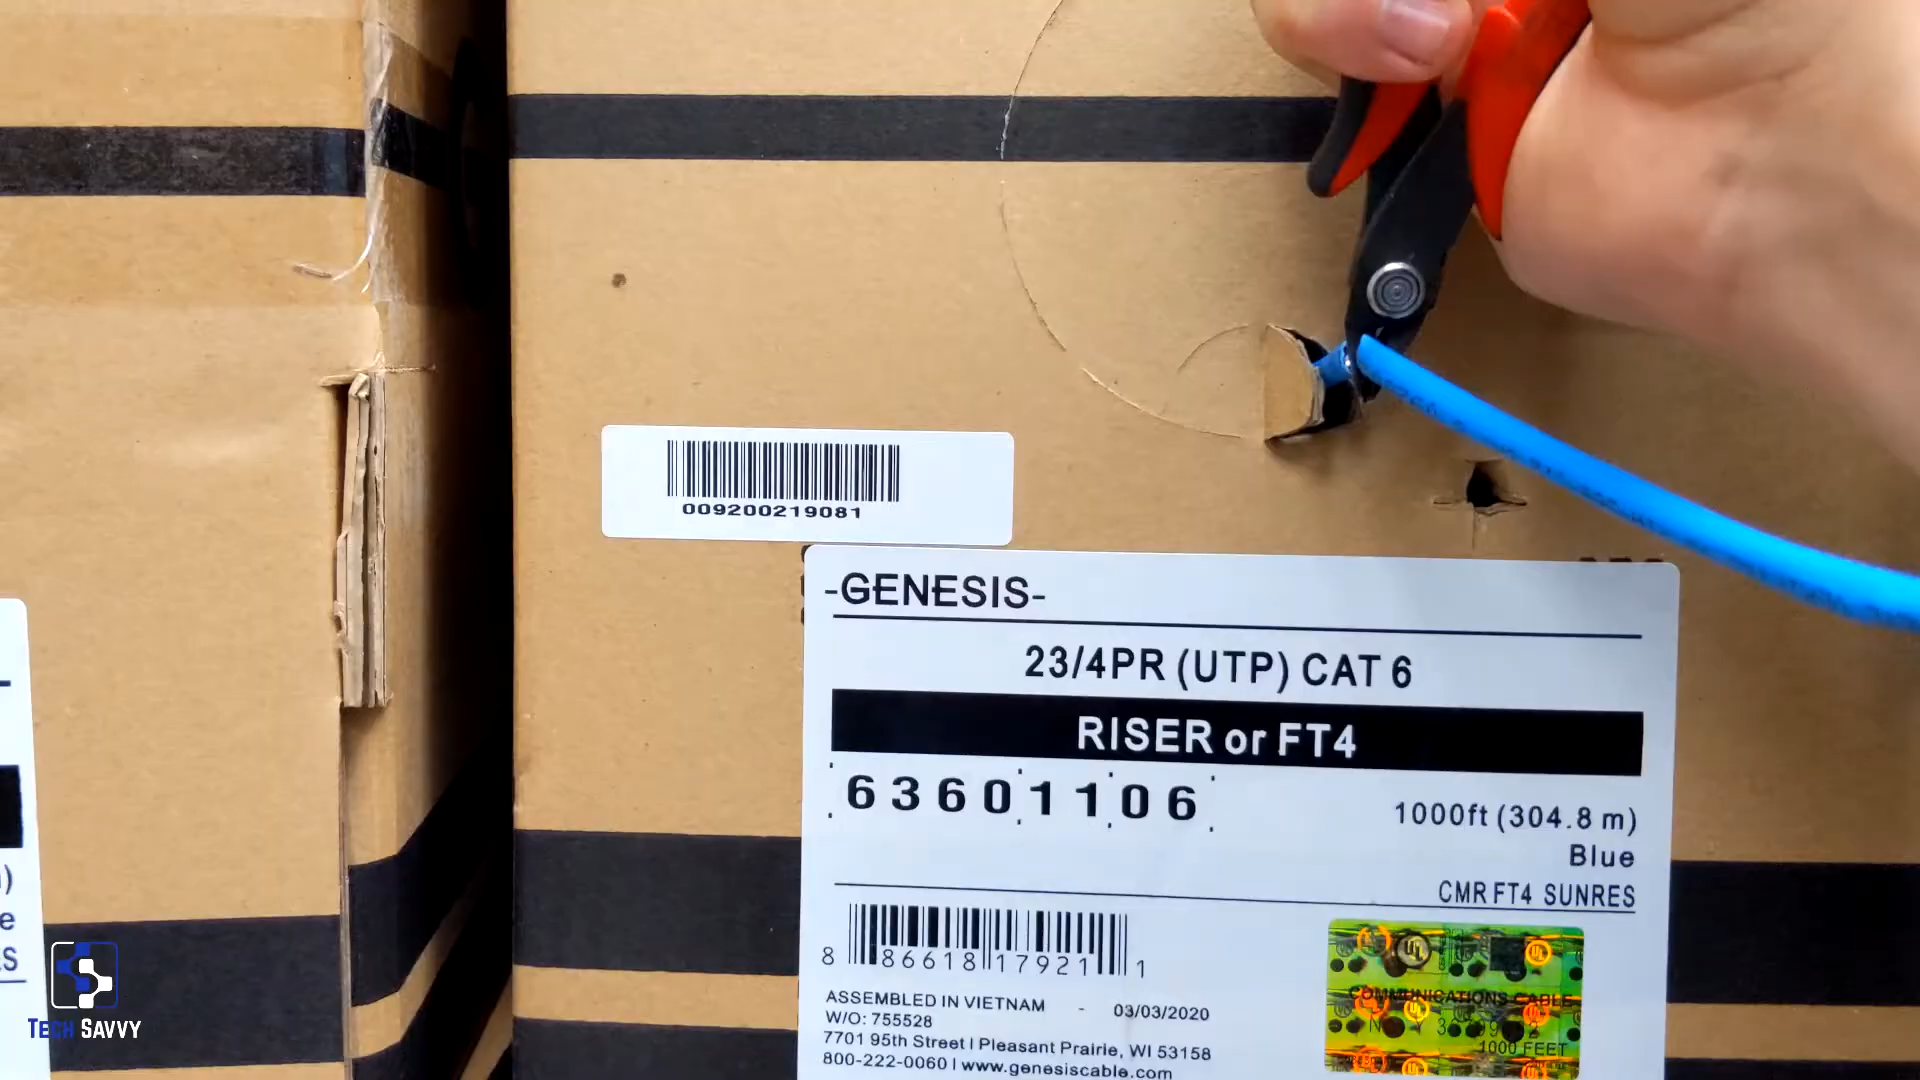 009200219081
-GENESIS-
23/4PR (UTP) CAT 6
RISER or FT4
63601106
1000ft (304.8 m)
Blue
CMR FT4 SUNRES
8 86618 17921 1
ASSEMBLED IN VIETNAM - 03/03/2020
W/O: 755528
7701 95th Street | Pleasant Prairie, WI 53158
800-222-0060 | www.genesiscable.com
COMMUNICATIONS CABLE
1000 FEET
)
e
S
TECH SAVVY